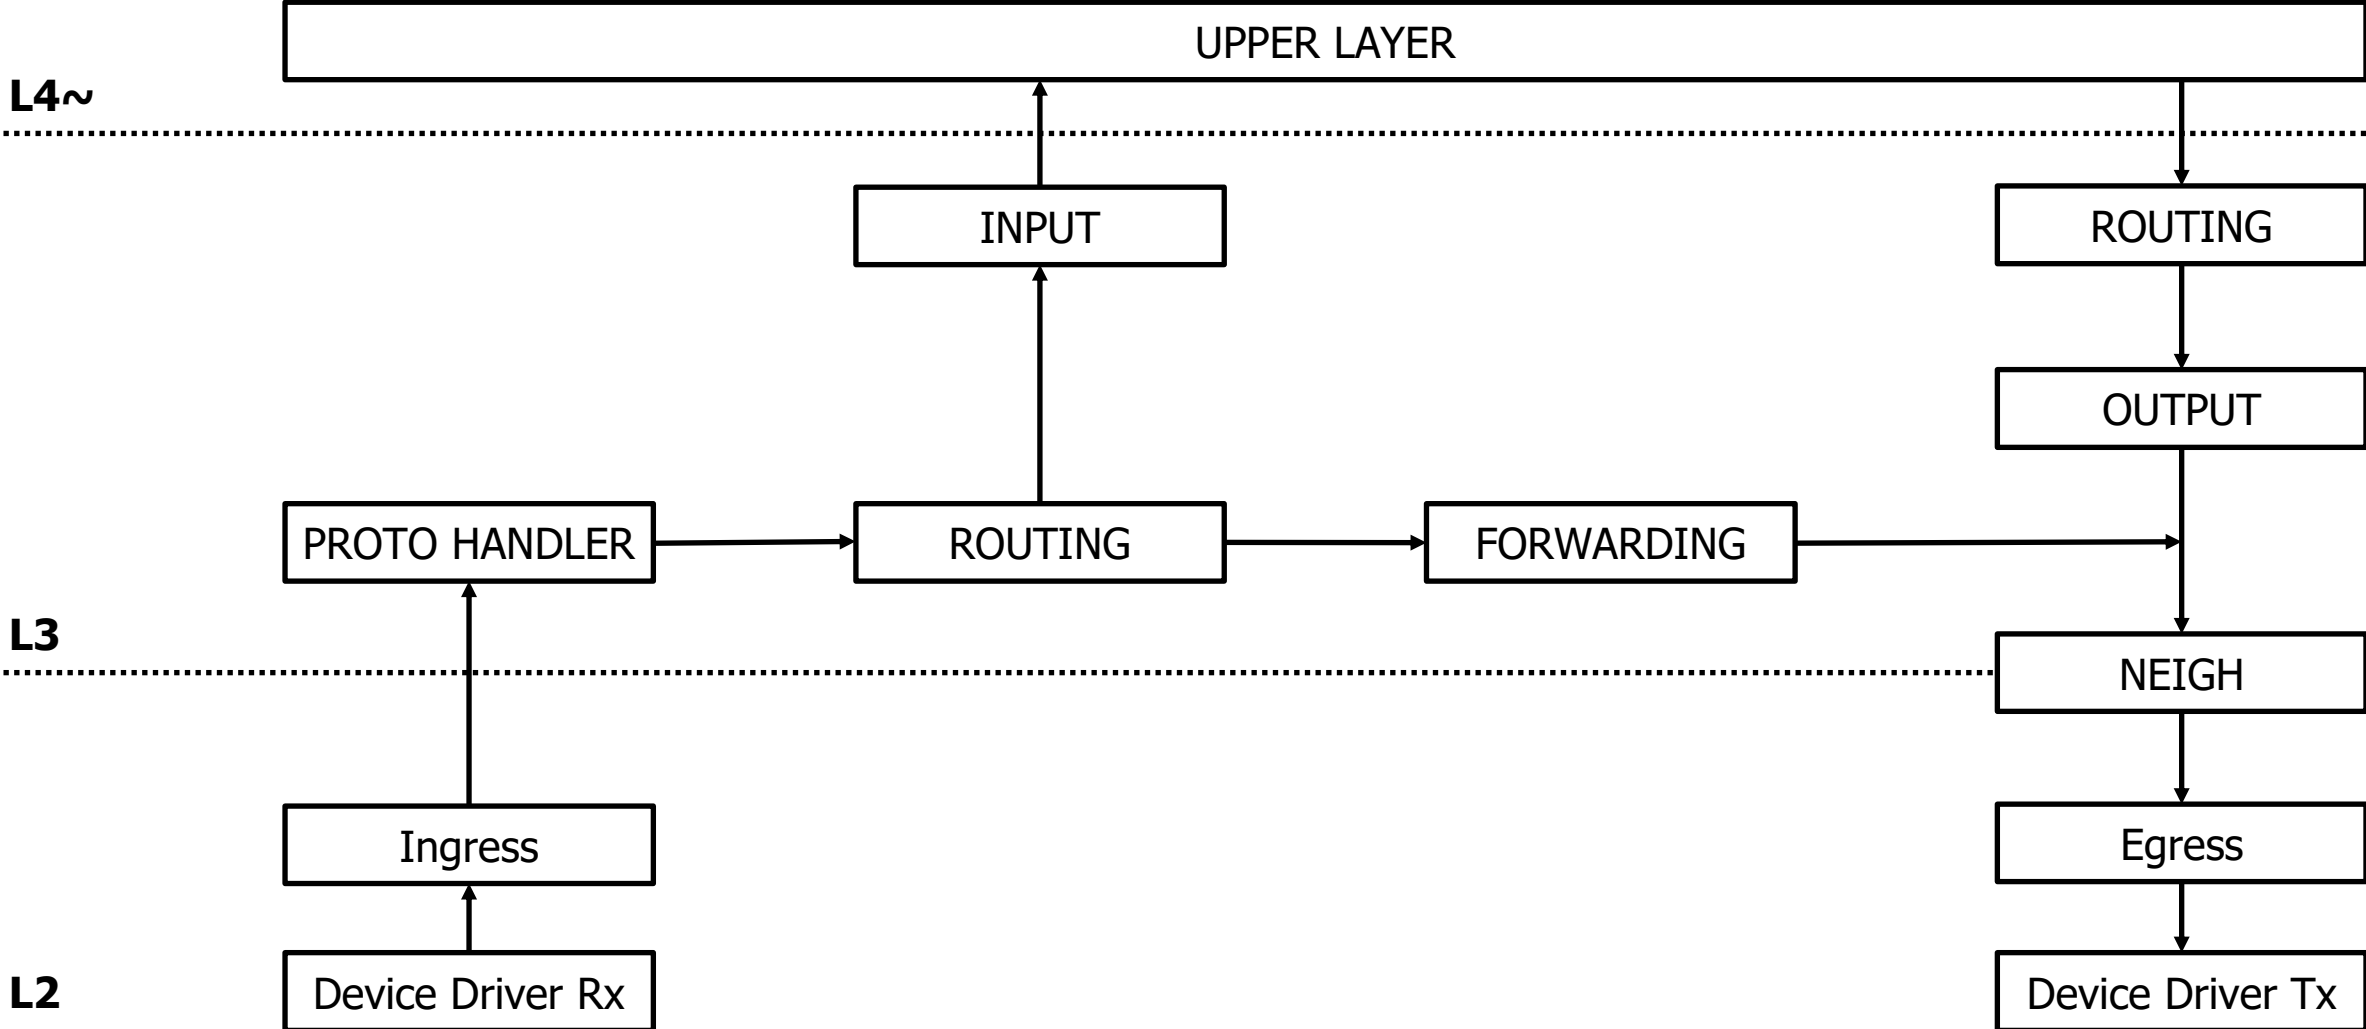 UPPER LAYER
L4~
INPUT
ROUTING
OUTPUT
PROTO HANDLER
ROUTING
FORWARDING
L3
NEIGH
Ingress
Egress
L2
Device Driver Rx
Device Driver Tx